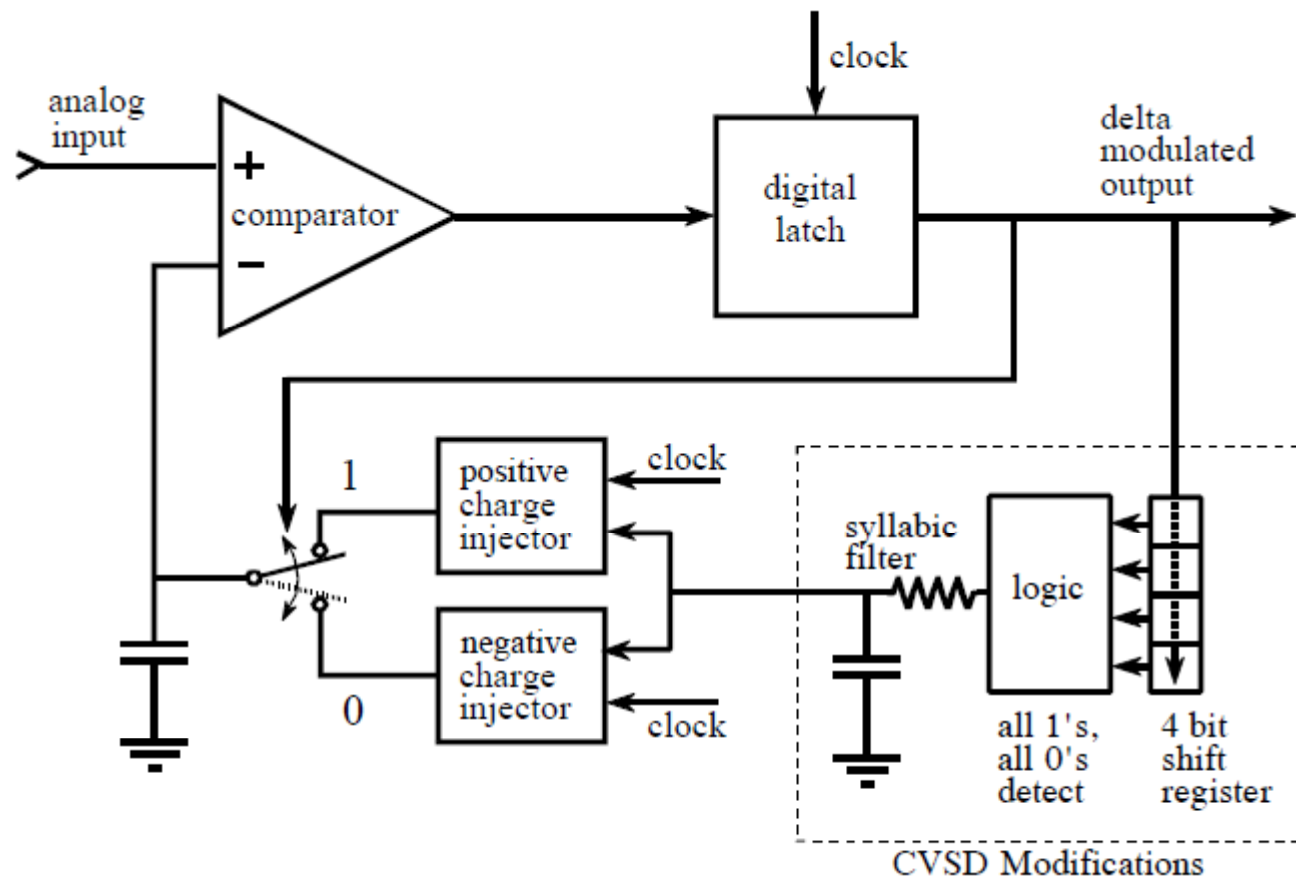 clock
analog
input
delta
modulated
output
+
comparator
−
digital
latch
1
positive
charge
injector
clock
syllabic
filter
logic
0
negative
charge
injector
clock
all 1's,
all 0's
detect
4 bit
shift
register
CVSD Modifications